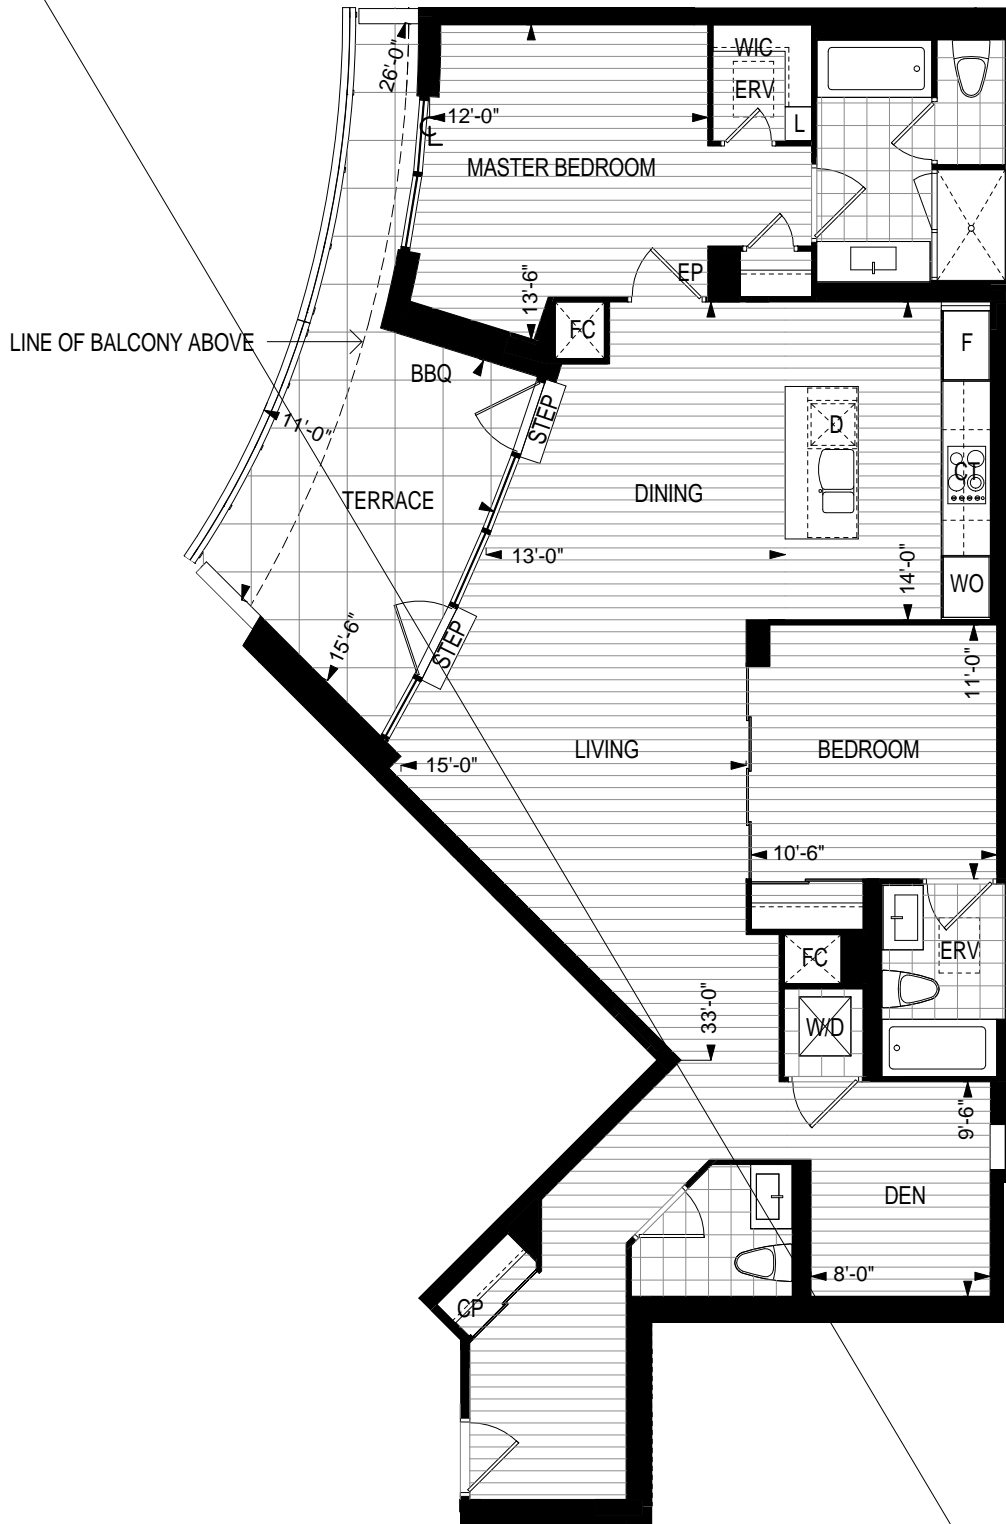 26'-0"
WIC
ERV
12'-0"
L
CL
MASTER BEDROOM
EP
13'-6"
FC
LINE OF BALCONY ABOVE
F
BBQ
STEP
D
11'-0"
CT
TERRACE
DINING
13'-0"
14'-0"
WO
15'-6"
STEP
11'-0"
LIVING
BEDROOM
15'-0"
10'-6"
FC
ERV
33'-0"
W/D
9'-6"
DEN
8'-0"
CP